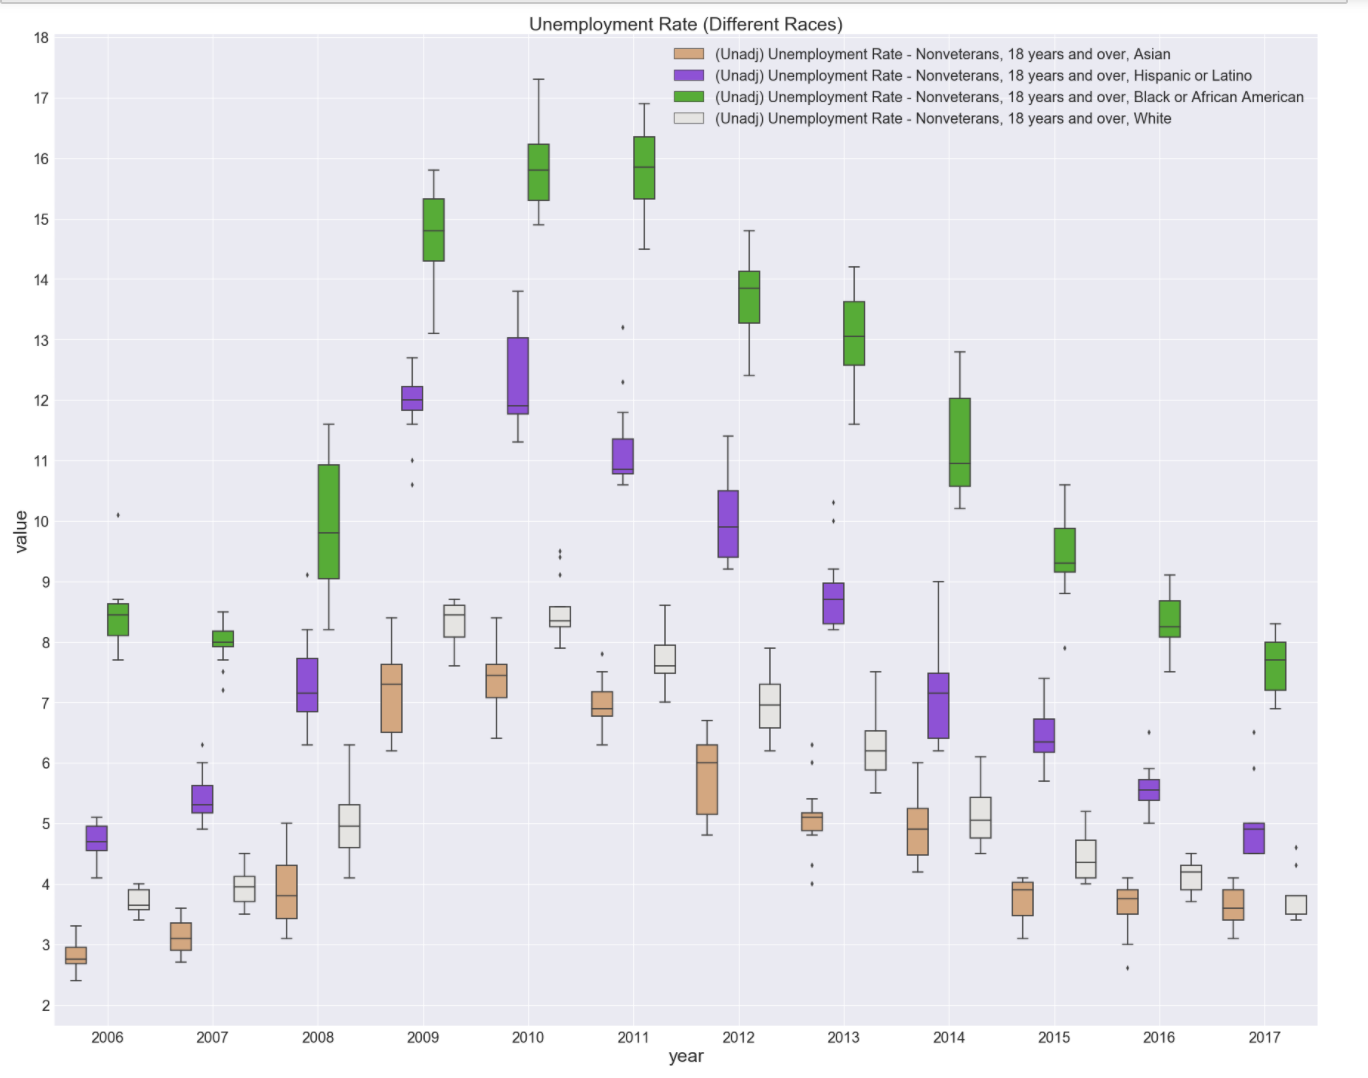 Unemployment Rate (Different Races)
(Unadj) Unemployment Rate - Nonveterans, 18 years and over, Asian
(Unadj) Unemployment Rate - Nonveterans, 18 years and over, Hispanic or Latino
(Unadj) Unemployment Rate - Nonveterans, 18 years and over, Black or African American
(Unadj) Unemployment Rate - Nonveterans, 18 years and over, White
18
17
16
15
14
13
12
11
10
9
8
7
6
5
4
3
2
value
2006 2007 2008 2009 2010 2011 2012 2013 2014 2015 2016 2017
year